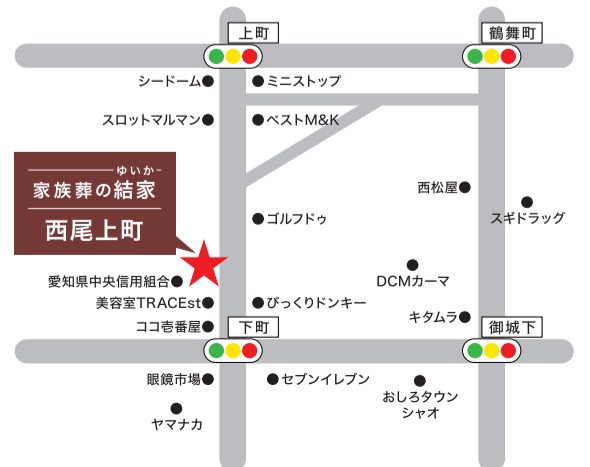 上町
鶴舞町
シードーム
ミニストップ
スロットマルマン
ベストM&K
ゆいか
家族葬の結家
西尾上町
西松屋
スギドラッグ
ゴルフドゥ
DCMカーマ
愛知県中央信用組合
美容室TRACEst
びっくりドンキー
ココ壱番屋
キタムラ
下町
御城下
眼鏡市場
セブンイレブン
おしろタウン
シャオ
ヤマナカ